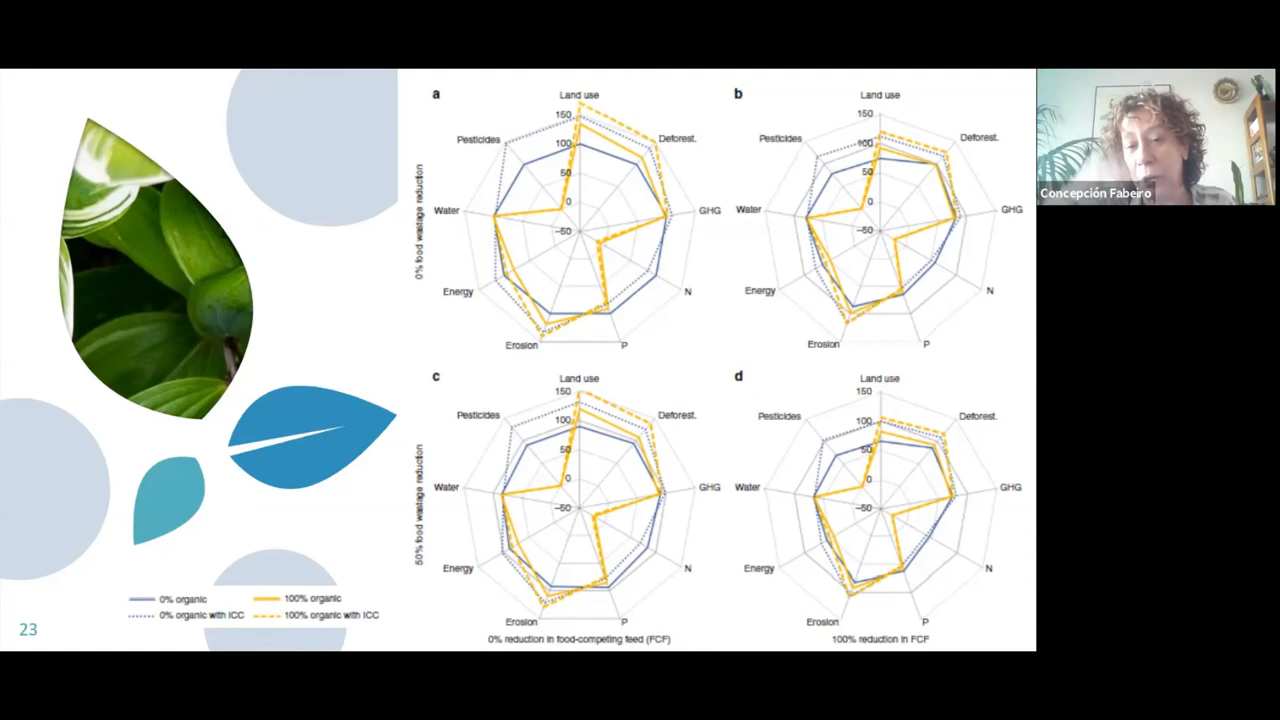 a
Land use
150
100
50
0
−50
Pesticides
Deforest.
Water
GHG
Energy
N
Erosion
P
0% food wastage reduction
b
Land use
150
100
50
0
−50
Pesticides
Deforest.
Water
GHG
Energy
N
Erosion
P
Concepción Fabeiro
c
Land use
150
100
50
0
−50
Pesticides
Deforest.
Water
GHG
Energy
N
Erosion
P
50% food wastage reduction
0% reduction in food-competing feed (FCF)
d
Land use
150
100
50
0
−50
Pesticides
Deforest.
Water
GHG
Energy
N
Erosion
P
100% reduction in FCF
0% organic
100% organic
0% organic with ICC
100% organic with ICC
23